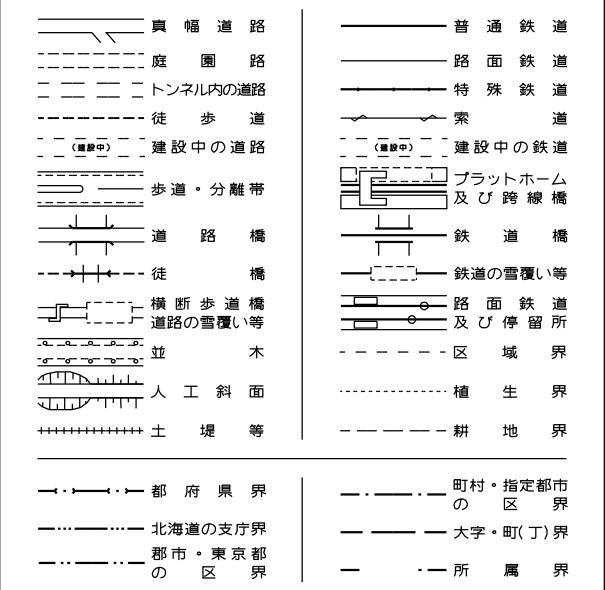 真幅道路
庭園路
トンネル内の道路
徒歩道
(建設中)
建設中の道路
歩道・分離帯
道路橋
徒橋
横断歩道橋
道路の雪覆い等
並木
人工斜面
土堤等
普通鉄道
路面鉄道
特殊鉄道
索道
(建設中)
建設中の鉄道
プラットホーム
及び跨線橋
鉄道橋
鉄道の雪覆い等
路面鉄道
及び停留所
区域界
植生界
耕地界
都府県界
北海道の支庁界
郡市・東京都
の区界
町村・指定都市
の区界
大字・町(丁)界
所属界